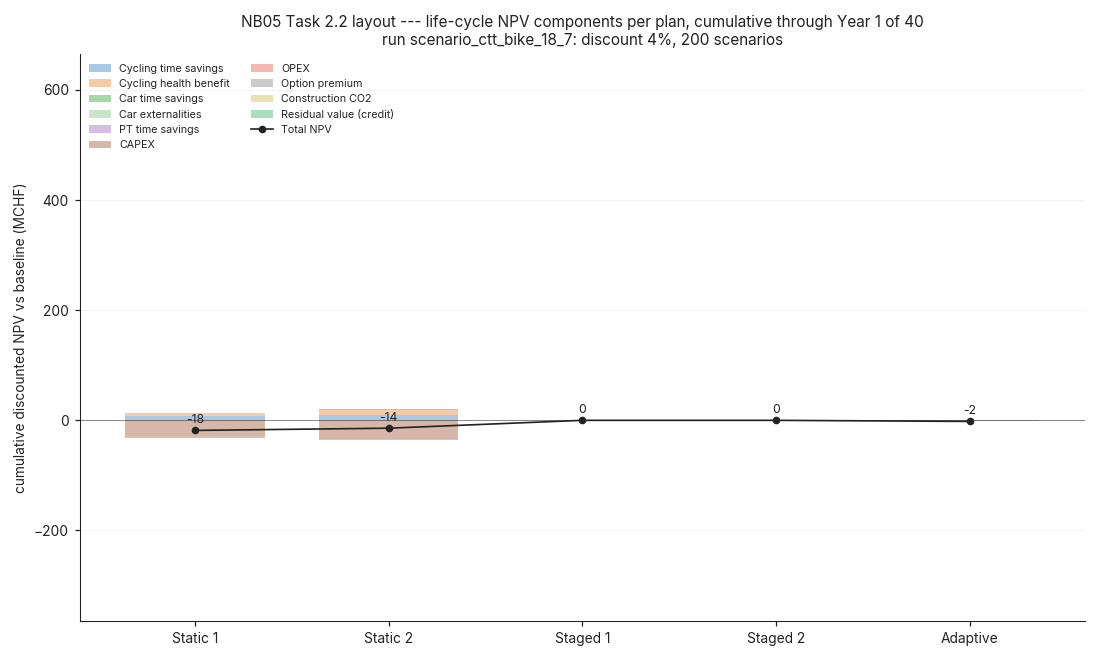 NB05 Task 2.2 layout --- life-cycle NPV components per plan, cumulative through Year 1 of 40
run scenario_ctt_bike_18_7: discount 4%, 200 scenarios
Cycling time savings
Cycling health benefit
Car time savings
Car externalities
PT time savings
CAPEX
OPEX
Option premium
Construction CO2
Residual value (credit)
Total NPV
cumulative discounted NPV vs baseline (MCHF)
600
400
200
0
−200
-18
-14
0
0
-2
Static 1
Static 2
Staged 1
Staged 2
Adaptive